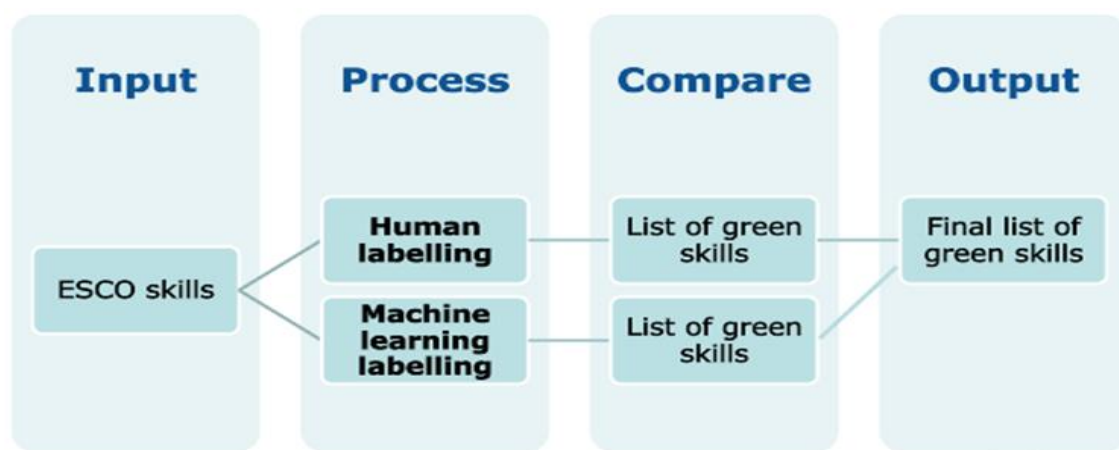 Input
Process
Compare
Output
ESCO skills
Human
labelling
Machine
learning
labelling
List of green
skills
List of green
skills
Final list of
green skills